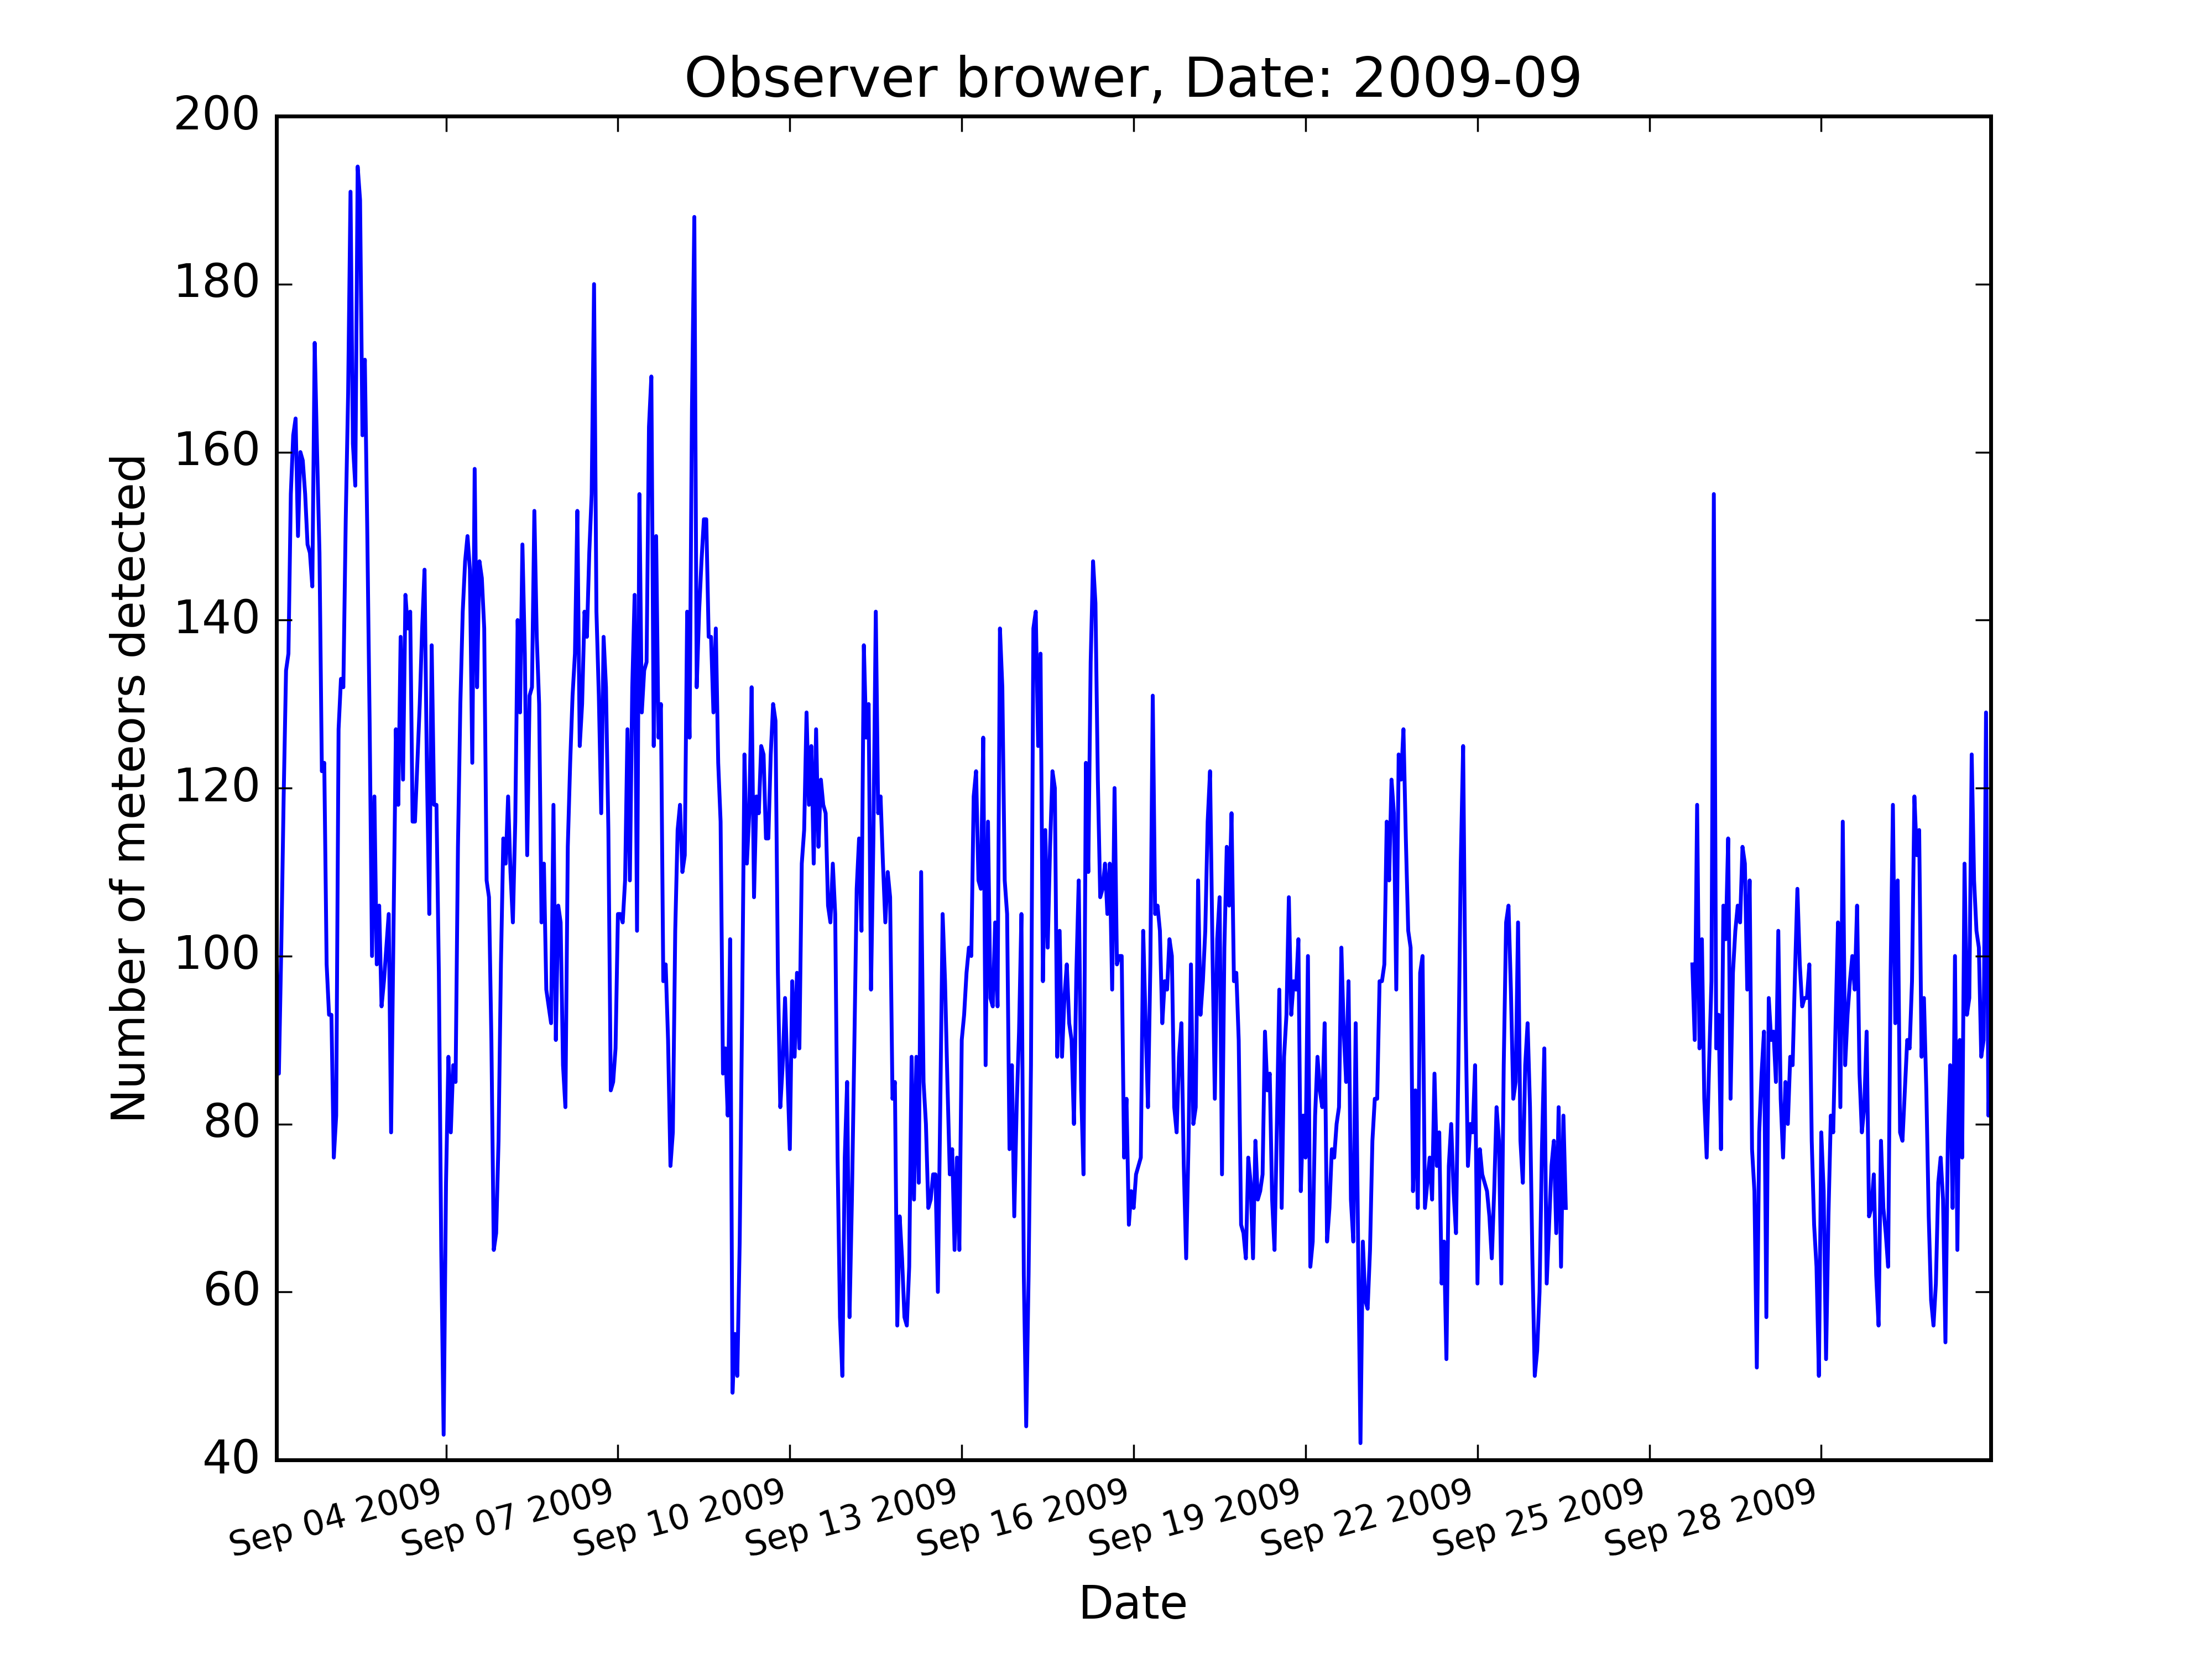 Observer brower, Date: 2009-09
200
180
160
140
120
100
80
60
40
Number of meteors detected
Sep 04 2009
Sep 07 2009
Sep 10 2009
Sep 13 2009
Sep 16 2009
Sep 19 2009
Sep 22 2009
Sep 25 2009
Sep 28 2009
Date